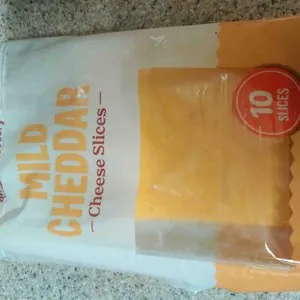 MILD
CHEDDAR
– Cheese Slices –
10
SLICES